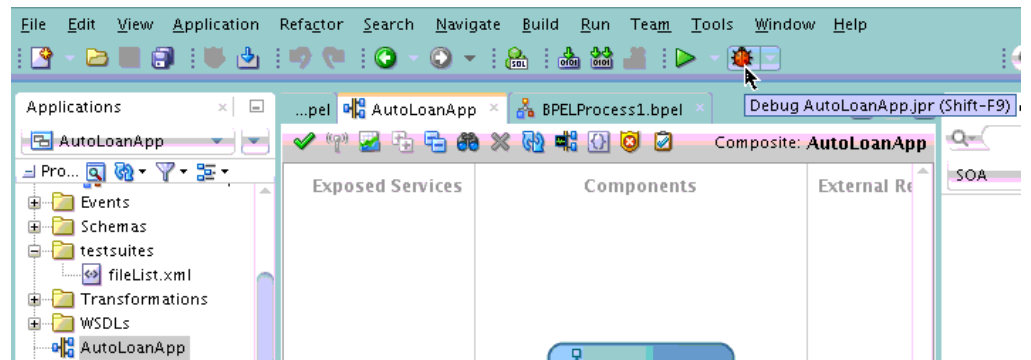 File Edit View Application Refactor Search Navigate Build Run Team Tools Window Help
SQL
Applications
...pel AutoLoanApp BPELProcess1.bpel
Debug AutoLoanApp.jpr (Shift-F9)
AutoLoanApp
Composite: AutoLoanApp
Pro...
Exposed Services Components External Re
SOA
Events
Schemas
testsuites
fileList.xml
Transformations
WSDLs
AutoLoanApp